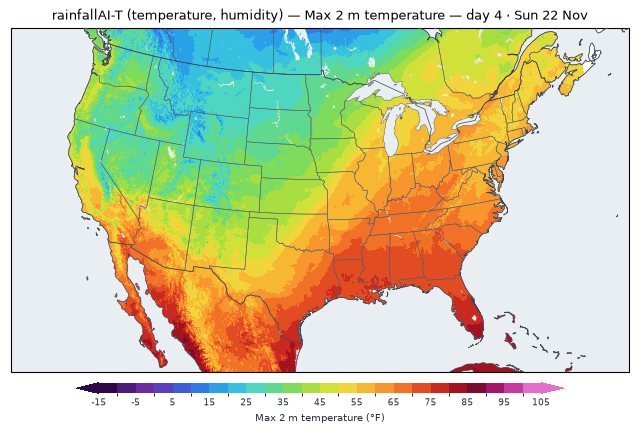 rainfallAI-T (temperature, humidity) — Max 2 m temperature — day 4 · Sun 22 Nov
-15 -5 5 15 25 35 45 55 65 75 85 95 105
Max 2 m temperature (°F)